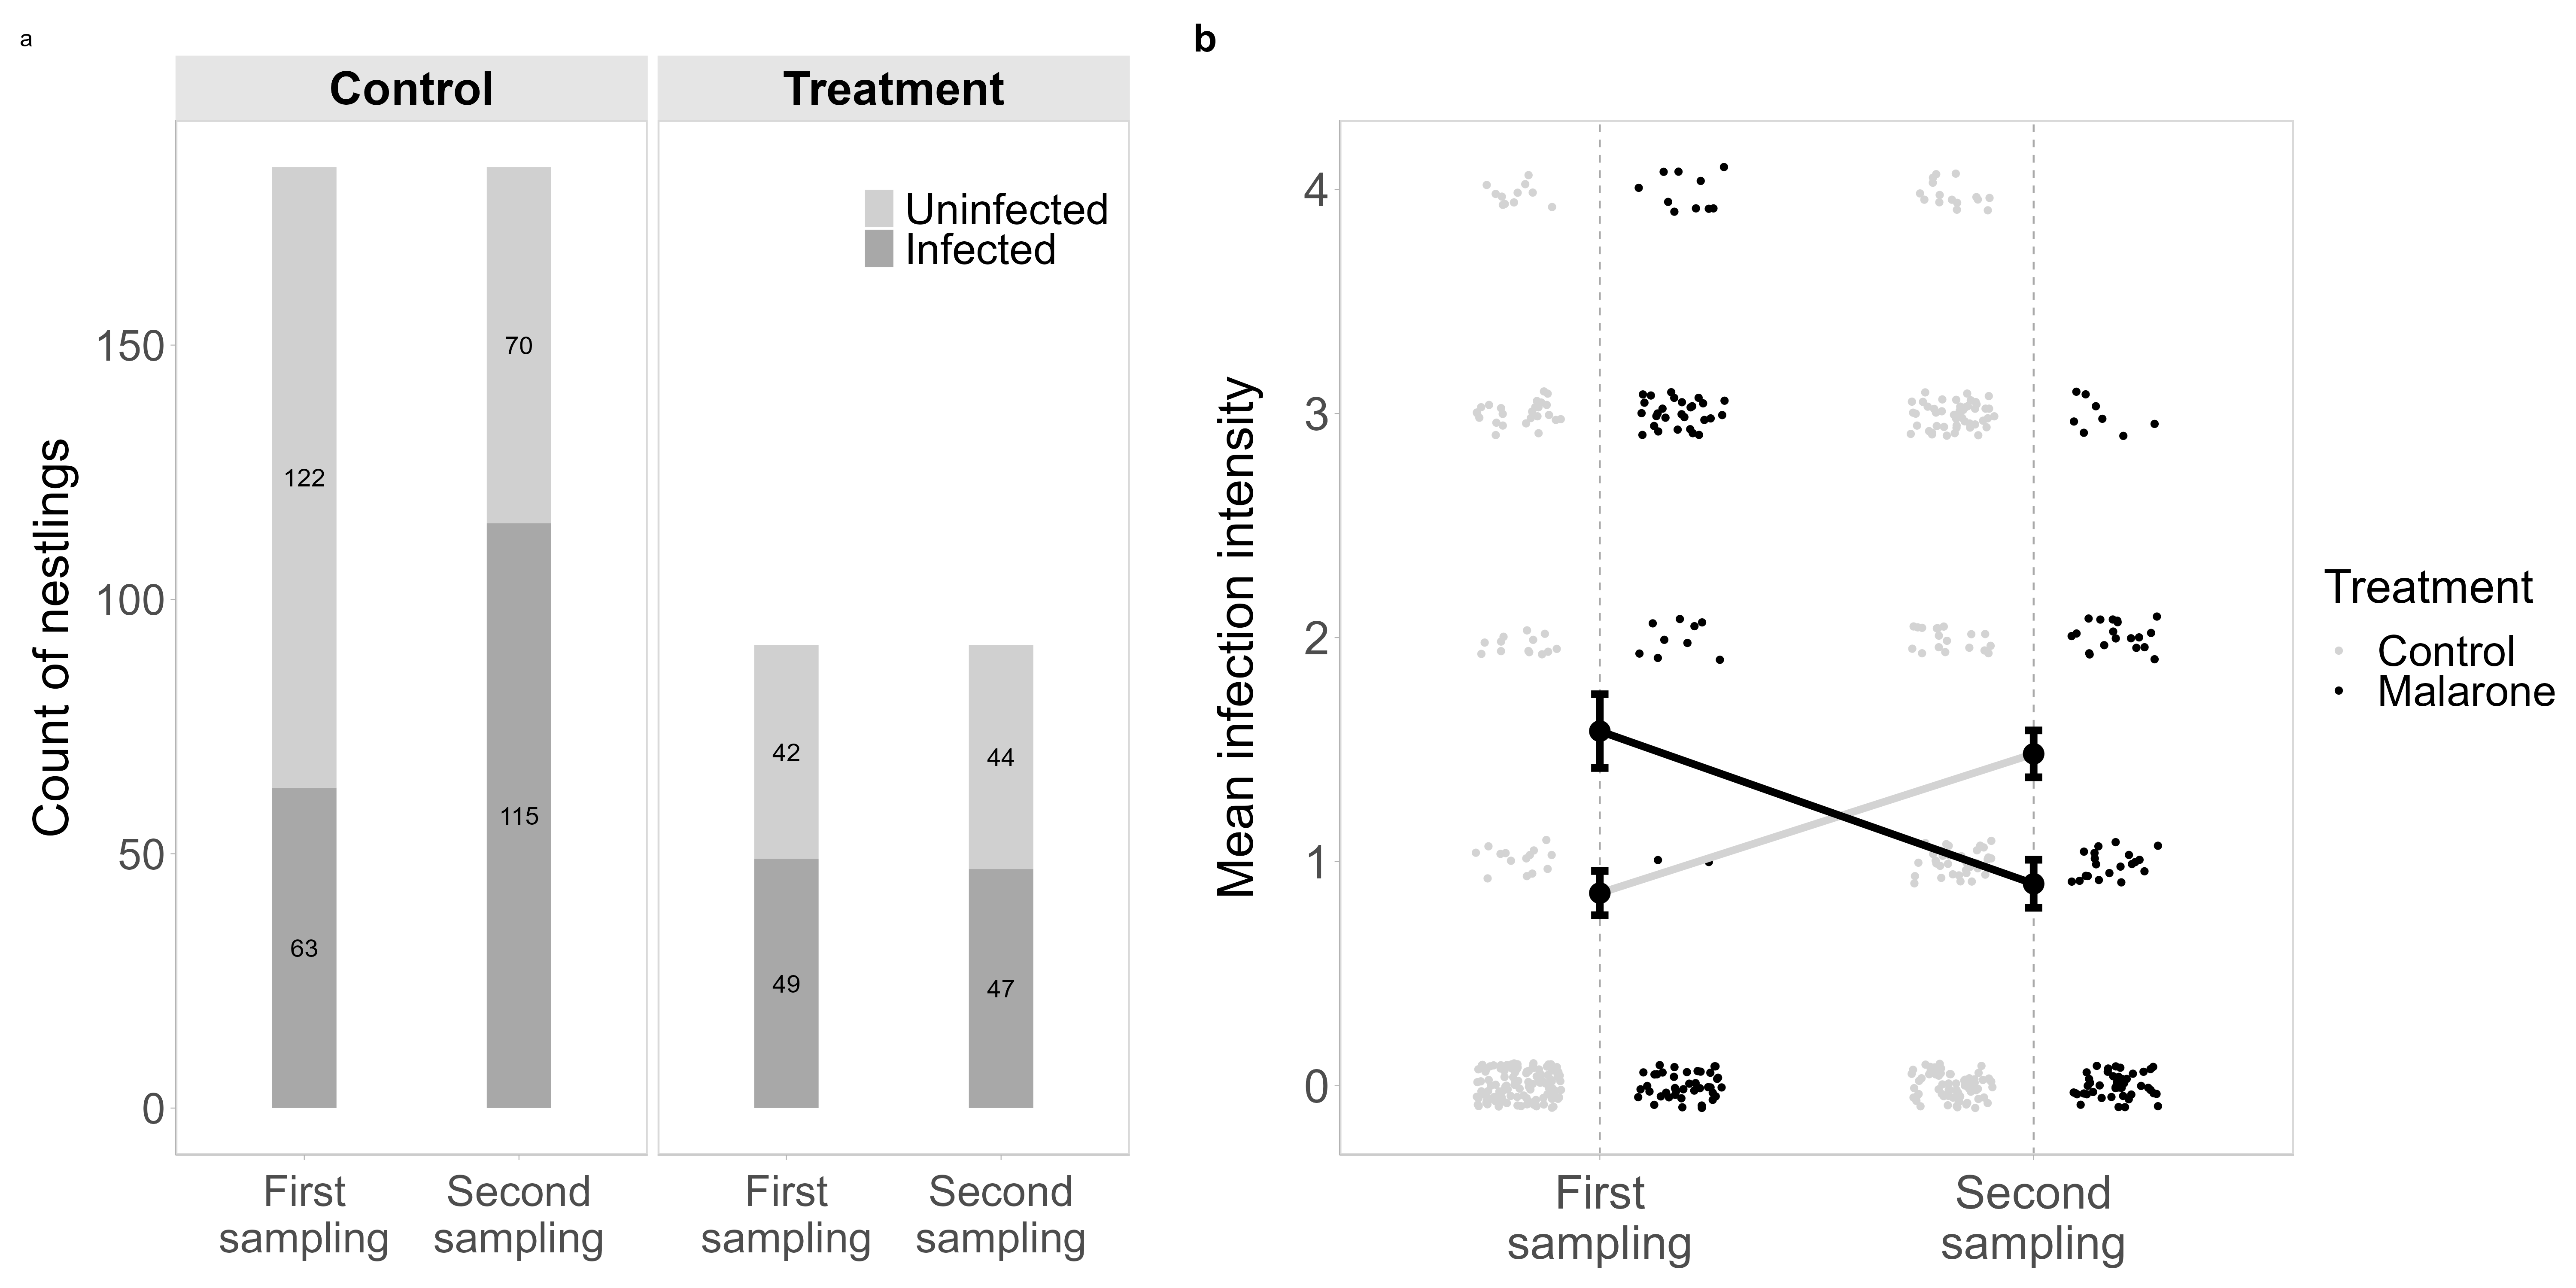 a
Control
Treatment
Uninfected
Infected
Count of nestlings
150
100
50
0
122
63
70
115
42
49
44
47
First
sampling
Second
sampling
First
sampling
Second
sampling
b
Mean infection intensity
4
3
2
1
0
First
sampling
Second
sampling
Treatment
Control
Malarone